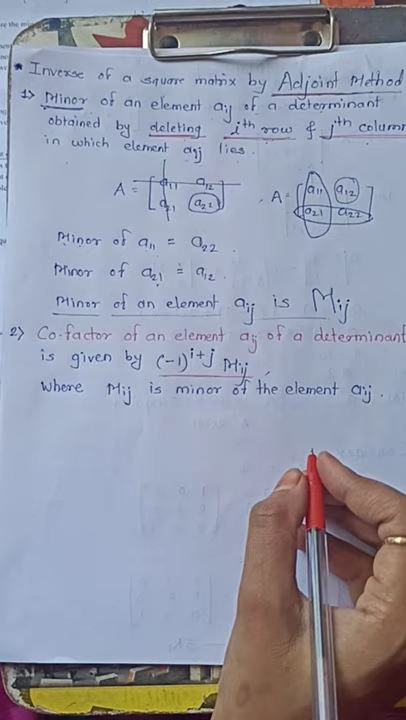 * Inverse of a square matrix by Adjoint Method
1) Minor of an element aij of a determinant
obtained by deleting ith row & jth column
in which element aij lies.
A = [ a11 a12
a21 a22 ]
A = [ a11 a12
a21 a22 ]
Minor of a11 = a22
Minor of a21 = a12
Minor of an element aij is Mij
2) Co-factor of an element aij of a determinant
is given by (-1)^i+j Mij,
where Mij is minor of the element aij.